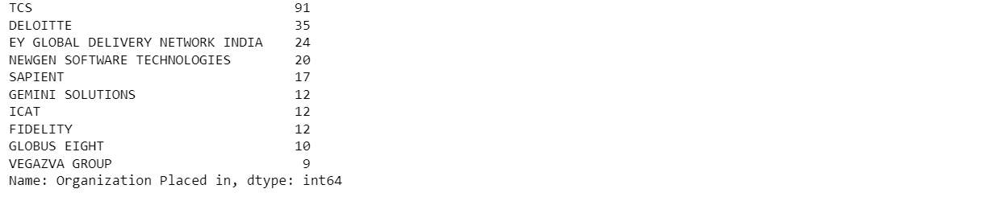 TCS 91
DELOITTE 35
EY GLOBAL DELIVERY NETWORK INDIA 24
NEWGEN SOFTWARE TECHNOLOGIES 20
SAPIENT 17
GEMINI SOLUTIONS 12
ICAT 12
FIDELITY 12
GLOBUS EIGHT 10
VEGAZVA GROUP 9
Name: Organization Placed in, dtype: int64